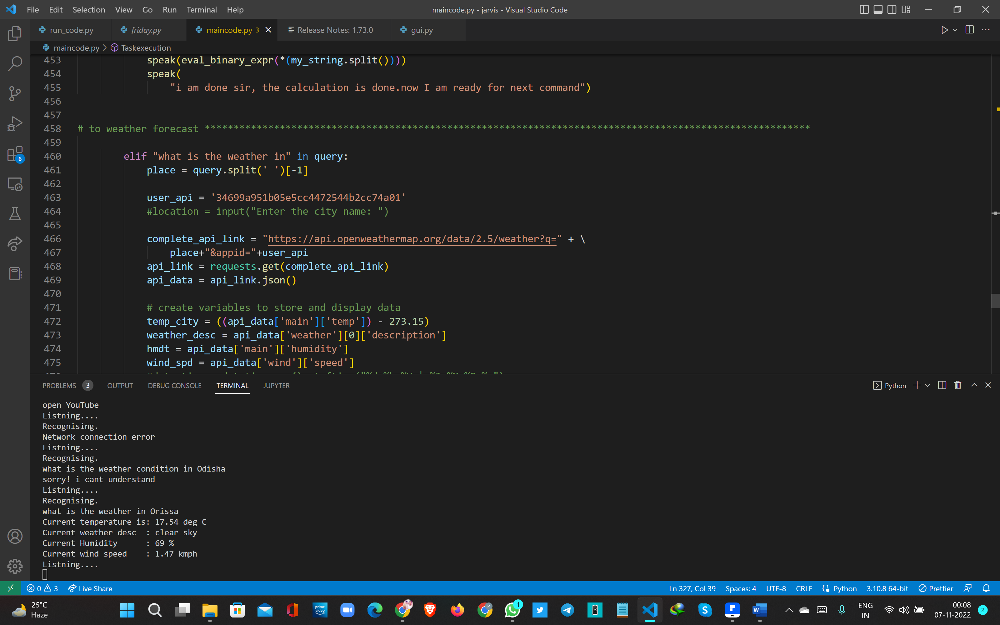 File Edit Selection View Go Run Terminal Help
maincode.py - jarvis - Visual Studio Code
run_code.py
friday.py
maincode.py 3
Release Notes: 1.73.0
gui.py
maincode.py > Taskexecution
453 speak(eval_binary_expr(*(my_string.split())))
454 speak(
455 "i am done sir, the calculation is done.now I am ready for next command")
456
457
458 # to weather forecast *********************************************************************************************************
459
460 elif "what is the weather in" in query:
461 place = query.split(' ')[-1]
462
463 user_api = '34699a951b05e5cc4472544b2cc74a01'
464 #location = input("Enter the city name: ")
465
466 complete_api_link = "https://api.openweathermap.org/data/2.5/weather?q=" + \
467 place+"&appid="+user_api
468 api_link = requests.get(complete_api_link)
469 api_data = api_link.json()
470
471 # create variables to store and display data
472 temp_city = ((api_data['main']['temp']) - 273.15)
473 weather_desc = api_data['weather'][0]['description']
474 hmdt = api_data['main']['humidity']
475 wind_spd = api_data['wind']['speed']
6
PROBLEMS 3 OUTPUT DEBUG CONSOLE TERMINAL JUPYTER
Python
open YouTube
Listning....
Recognising.
Network connection error
Listning....
Recognising.
what is the weather condition in Odisha
sorry! i cant understand
Listning....
Recognising.
what is the weather in Orissa
Current temperature is: 17.54 deg C
Current weather desc  : clear sky
Current Humidity      : 69 %
Current wind speed    : 1.47 kmph
Listning....
0 3 Live Share
Ln 327, Col 39 Spaces: 4 UTF-8 CRLF Python 3.10.8 64-bit Prettier
25°C
Haze
prime video
P
1
S
W
ENG
IN
00:08
07-11-2022
2